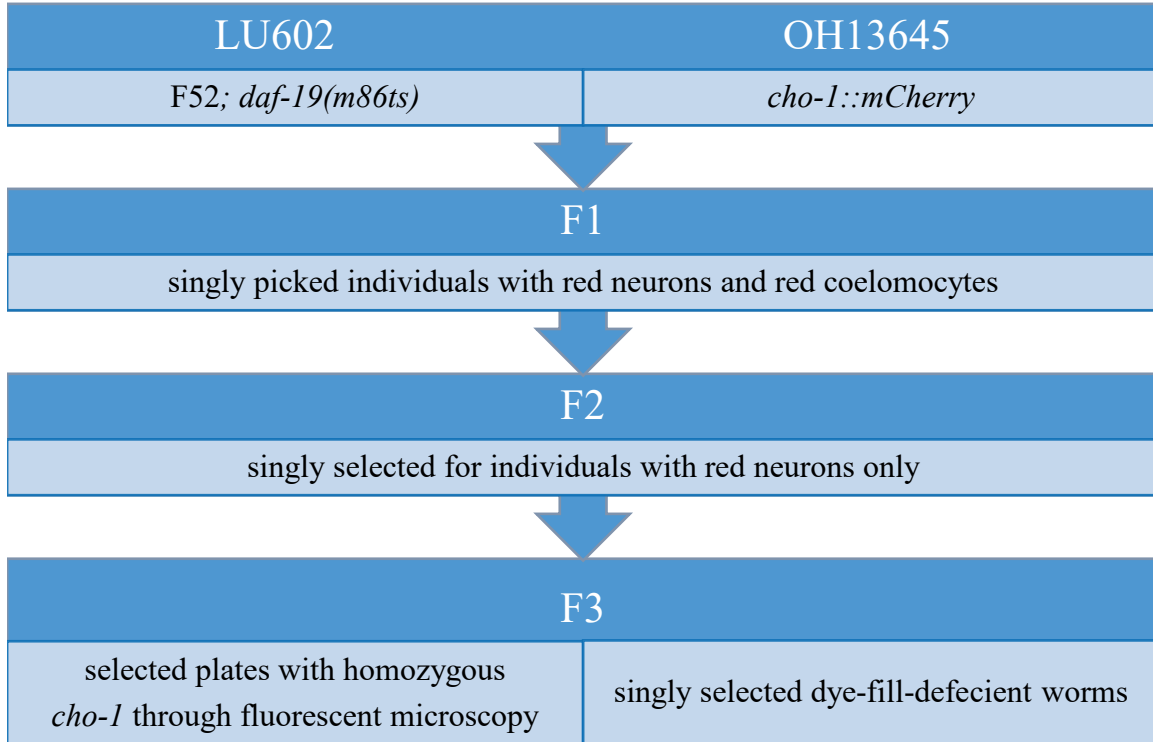 LU602
OH13645
F52; daf-19(m86ts)
cho-1::mCherry
F1
singly picked individuals with red neurons and red coelomocytes
F2
singly selected for individuals with red neurons only
F3
selected plates with homozygous
cho-1 through fluorescent microscopy
singly selected dye-fill-defecient worms